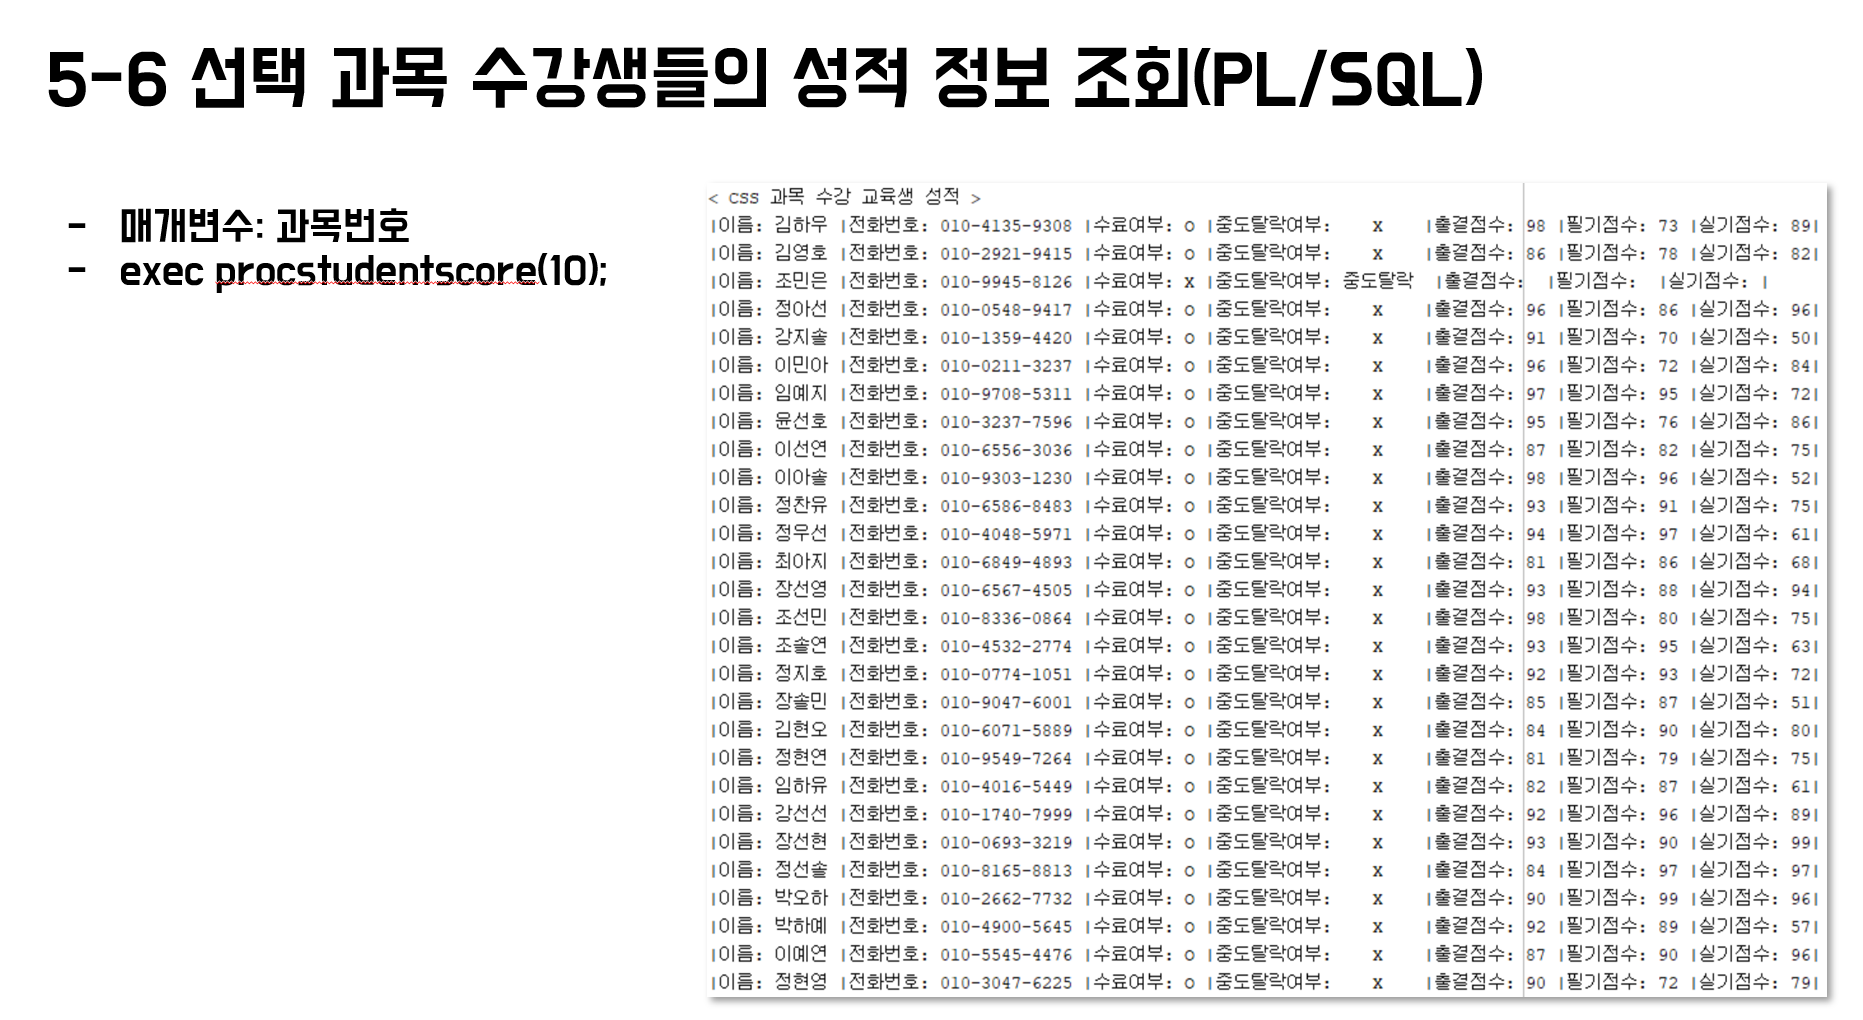 5-6 선택 과목 수강생들의 성적 정보 조회(PL/SQL)
- 매개변수: 과목번호
- exec procstudentscore(10);
< css 과목 수강 교육생 성적 >
|이름: 김하우 |전화번호: 010-4135-9308 |수료여부: o |중도탈락여부: x |출결점수: 98 |필기점수: 73 |실기점수: 89|
|이름: 김영호 |전화번호: 010-2921-9415 |수료여부: o |중도탈락여부: x |출결점수: 86 |필기점수: 78 |실기점수: 82|
|이름: 조민은 |전화번호: 010-9945-8126 |수료여부: x |중도탈락여부: 중도탈락 |출결점수: |필기점수: |실기점수: |
|이름: 정아선 |전화번호: 010-0548-9417 |수료여부: o |중도탈락여부: x |출결점수: 96 |필기점수: 86 |실기점수: 96|
|이름: 강지솔 |전화번호: 010-1359-4420 |수료여부: o |중도탈락여부: x |출결점수: 91 |필기점수: 70 |실기점수: 50|
|이름: 이민아 |전화번호: 010-0211-3237 |수료여부: o |중도탈락여부: x |출결점수: 96 |필기점수: 72 |실기점수: 84|
|이름: 임예지 |전화번호: 010-9708-5311 |수료여부: o |중도탈락여부: x |출결점수: 97 |필기점수: 95 |실기점수: 72|
|이름: 윤선호 |전화번호: 010-3237-7596 |수료여부: o |중도탈락여부: x |출결점수: 95 |필기점수: 76 |실기점수: 86|
|이름: 이선연 |전화번호: 010-6556-3036 |수료여부: o |중도탈락여부: x |출결점수: 87 |필기점수: 82 |실기점수: 75|
|이름: 이아솔 |전화번호: 010-9303-1230 |수료여부: o |중도탈락여부: x |출결점수: 98 |필기점수: 96 |실기점수: 52|
|이름: 정찬유 |전화번호: 010-6586-8483 |수료여부: o |중도탈락여부: x |출결점수: 93 |필기점수: 91 |실기점수: 75|
|이름: 정우선 |전화번호: 010-4048-5971 |수료여부: o |중도탈락여부: x |출결점수: 94 |필기점수: 97 |실기점수: 61|
|이름: 최아지 |전화번호: 010-6849-4893 |수료여부: o |중도탈락여부: x |출결점수: 81 |필기점수: 86 |실기점수: 68|
|이름: 장선영 |전화번호: 010-6567-4505 |수료여부: o |중도탈락여부: x |출결점수: 93 |필기점수: 88 |실기점수: 94|
|이름: 조선민 |전화번호: 010-8336-0864 |수료여부: o |중도탈락여부: x |출결점수: 98 |필기점수: 80 |실기점수: 75|
|이름: 조솔연 |전화번호: 010-4532-2774 |수료여부: o |중도탈락여부: x |출결점수: 93 |필기점수: 95 |실기점수: 63|
|이름: 정지호 |전화번호: 010-0774-1051 |수료여부: o |중도탈락여부: x |출결점수: 92 |필기점수: 93 |실기점수: 72|
|이름: 장솔민 |전화번호: 010-9047-6001 |수료여부: o |중도탈락여부: x |출결점수: 85 |필기점수: 87 |실기점수: 51|
|이름: 김현오 |전화번호: 010-6071-5889 |수료여부: o |중도탈락여부: x |출결점수: 84 |필기점수: 90 |실기점수: 80|
|이름: 정현연 |전화번호: 010-9549-7264 |수료여부: o |중도탈락여부: x |출결점수: 81 |필기점수: 79 |실기점수: 75|
|이름: 임하유 |전화번호: 010-4016-5449 |수료여부: o |중도탈락여부: x |출결점수: 82 |필기점수: 87 |실기점수: 61|
|이름: 강선선 |전화번호: 010-1740-7999 |수료여부: o |중도탈락여부: x |출결점수: 92 |필기점수: 96 |실기점수: 89|
|이름: 장선현 |전화번호: 010-0693-3219 |수료여부: o |중도탈락여부: x |출결점수: 93 |필기점수: 90 |실기점수: 99|
|이름: 정선솔 |전화번호: 010-8165-8813 |수료여부: o |중도탈락여부: x |출결점수: 84 |필기점수: 97 |실기점수: 97|
|이름: 박오하 |전화번호: 010-2662-7732 |수료여부: o |중도탈락여부: x |출결점수: 90 |필기점수: 99 |실기점수: 96|
|이름: 박하예 |전화번호: 010-4900-5645 |수료여부: o |중도탈락여부: x |출결점수: 92 |필기점수: 89 |실기점수: 57|
|이름: 이예연 |전화번호: 010-5545-4476 |수료여부: o |중도탈락여부: x |출결점수: 87 |필기점수: 90 |실기점수: 96|
|이름: 정현영 |전화번호: 010-3047-6225 |수료여부: o |중도탈락여부: x |출결점수: 90 |필기점수: 72 |실기점수: 79|